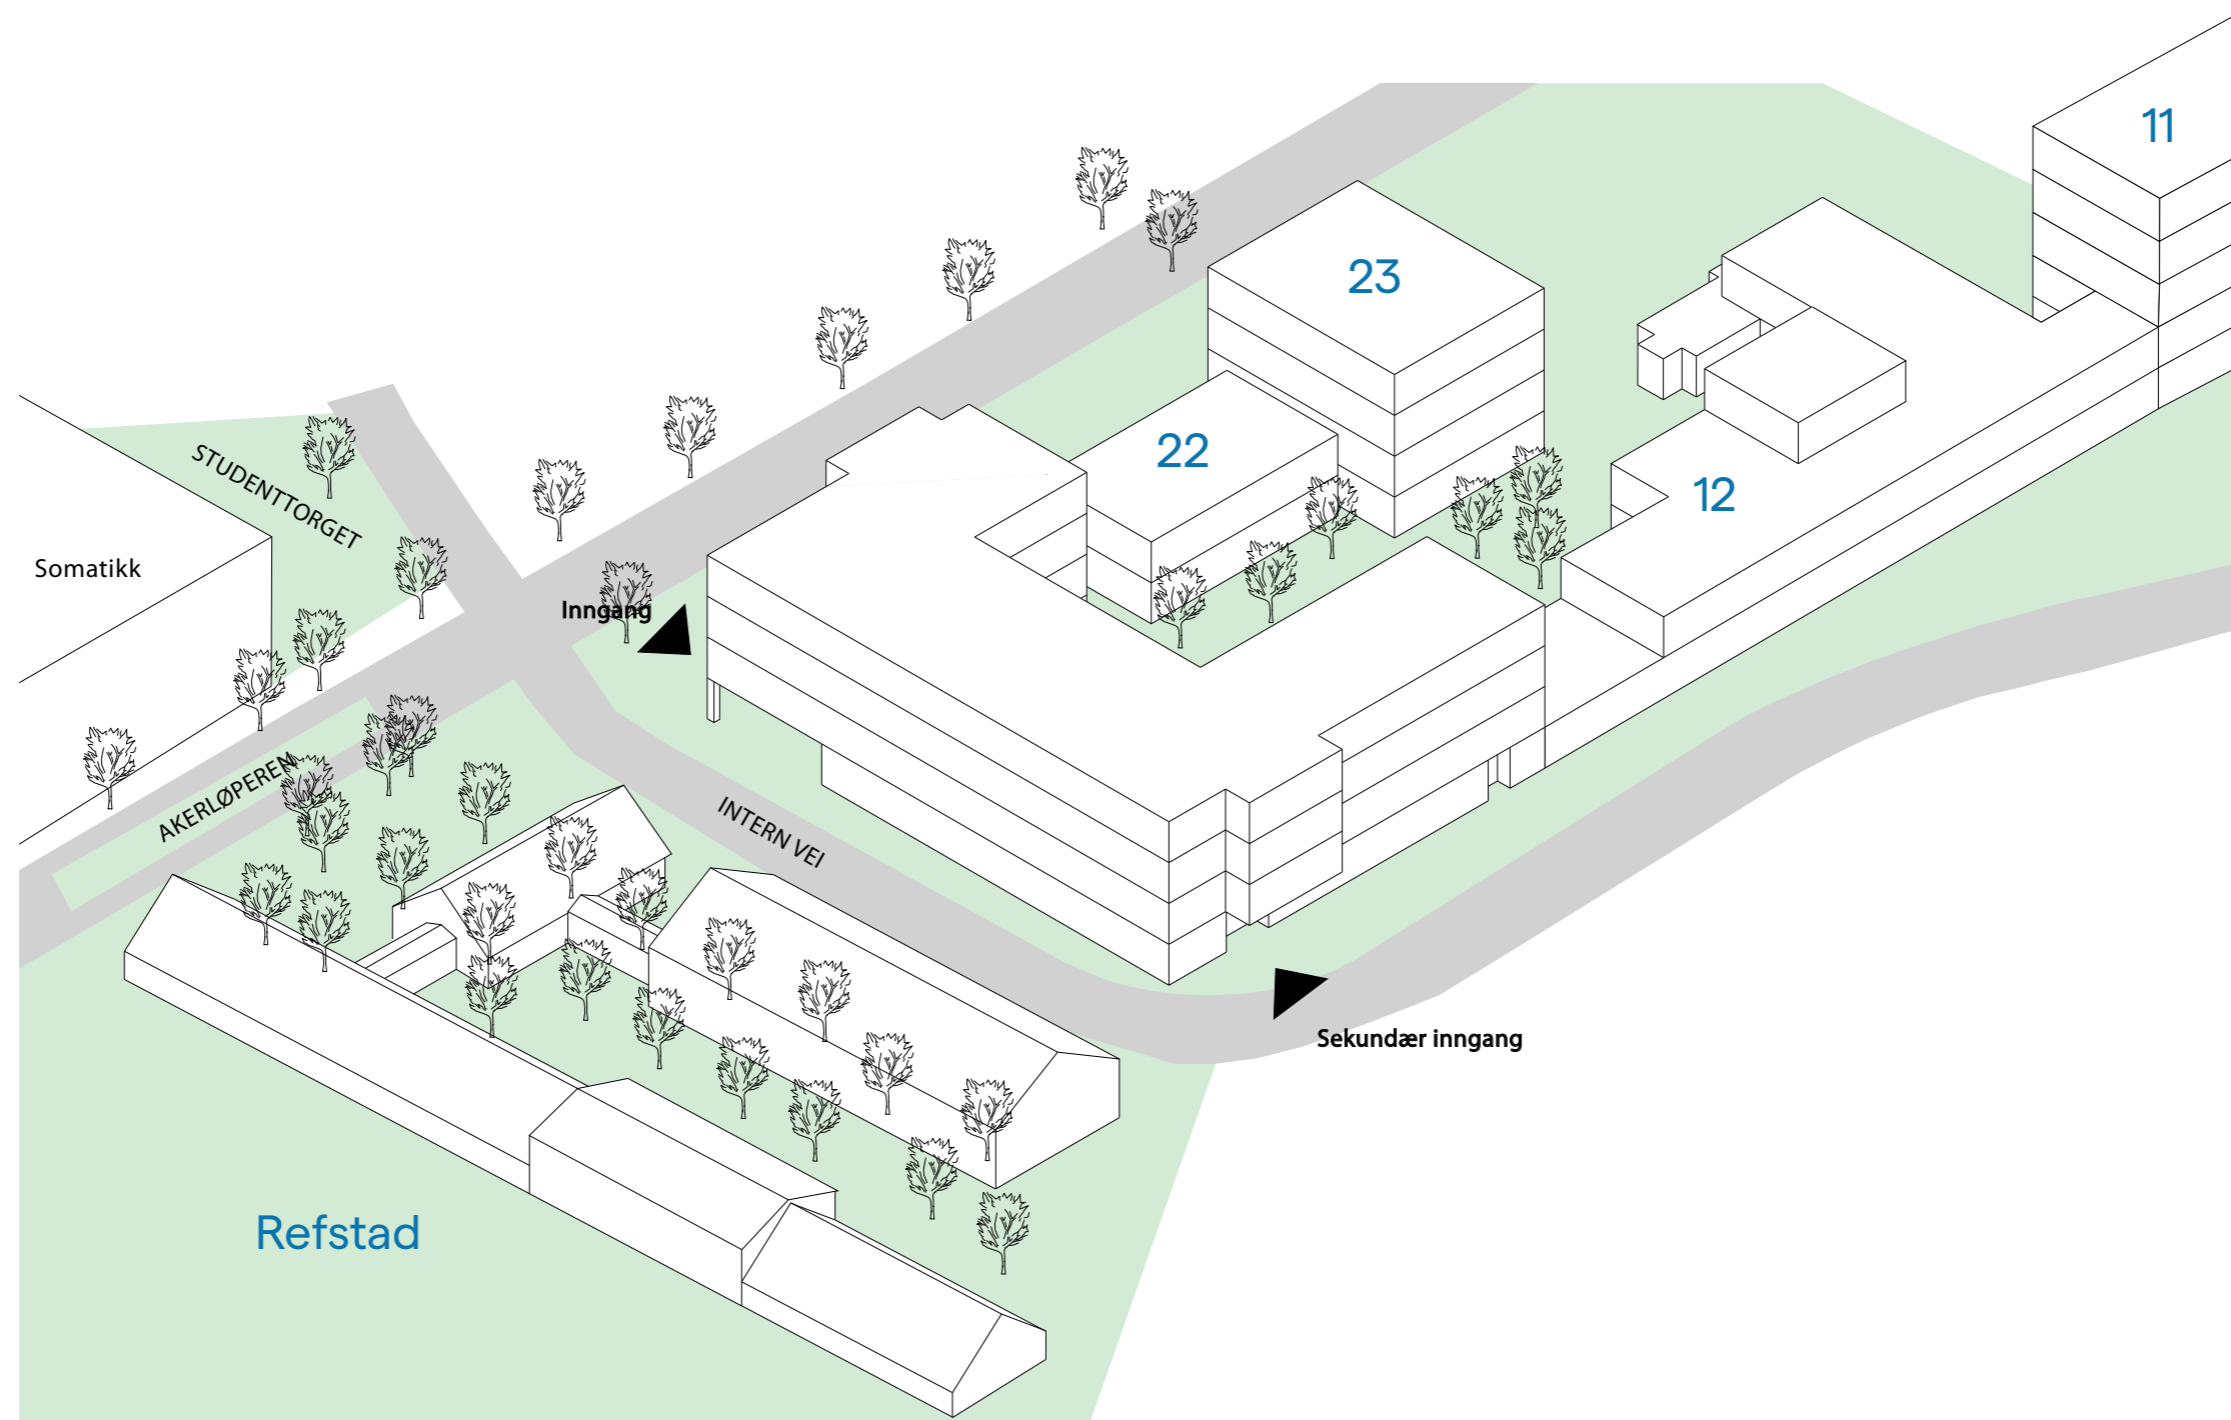 11
23
22
12
STUDENTTORGET
Somatikk
Inngang
AKERLØPEREN
INTERN VEI
Sekundær inngang
Refstad